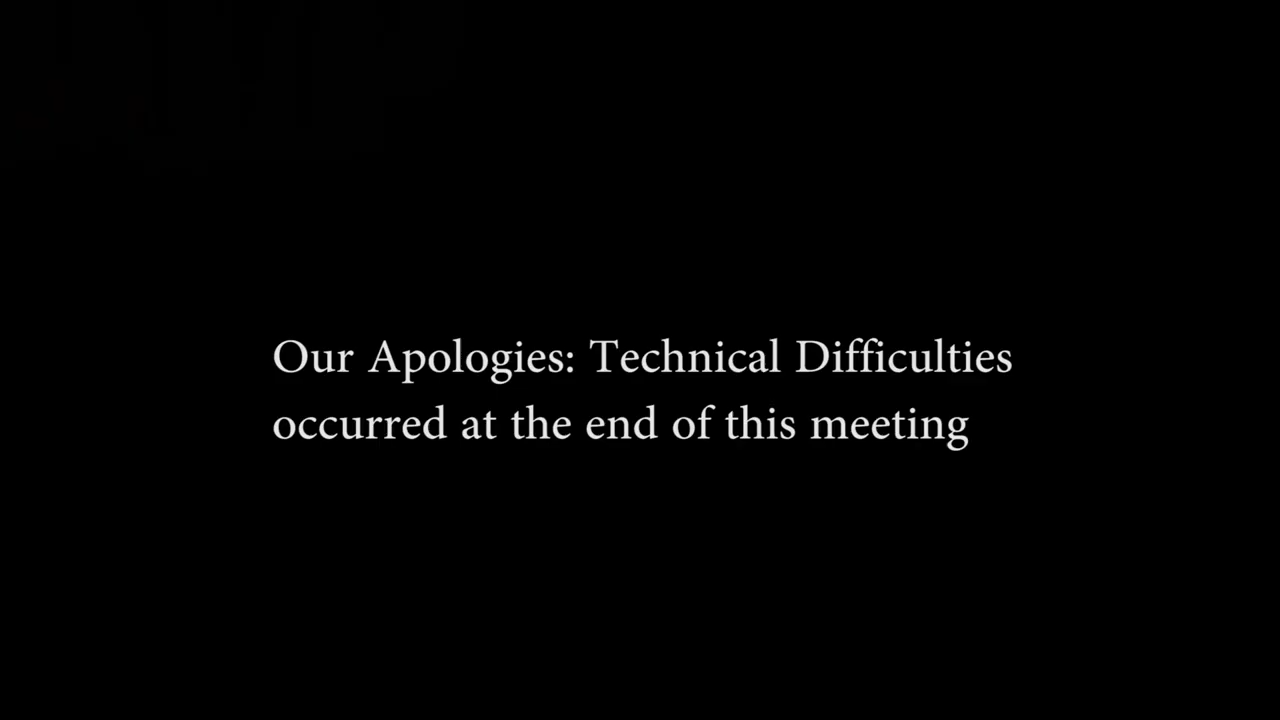 Our Apologies: Technical Difficulties
occurred at the end of this meeting